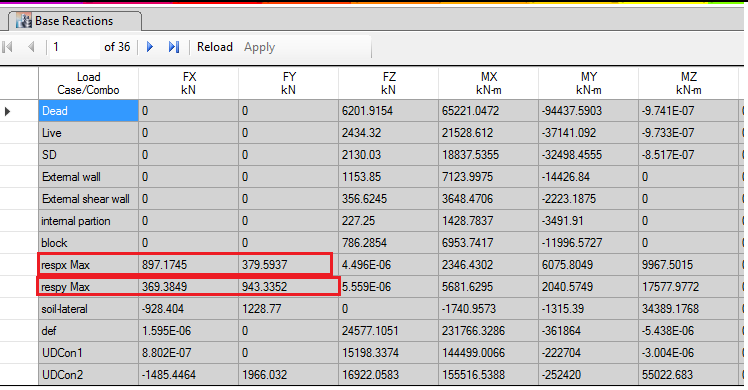 Base Reactions
1 of 36 Reload Apply
Load Case/Combo FX kN FY kN FZ kN MX kN-m MY kN-m MZ kN-m
Dead 0 0 6201.9154 65221.0472 -94437.5903 -9.741E-07
Live 0 0 2434.32 21528.612 -37141.092 -9.733E-07
SD 0 0 2130.03 18837.5355 -32498.4555 -8.517E-07
External wall 0 0 1153.85 7123.9975 -14426.84 0
External shear wall 0 0 356.6245 3648.4706 -2223.1875 0
internal partion 0 0 227.25 1428.7837 -3491.91 0
block 0 0 786.2854 6953.7417 -11996.5727 0
respx Max 897.1745 379.5937 4.496E-06 2346.4302 6075.8049 9967.5015
respy Max 369.3849 943.3352 5.559E-06 5681.6295 2040.5749 17577.9772
soil-lateral -928.404 1228.77 0 -1740.9573 -1315.39 34389.1768
def 1.595E-06 0 24577.1051 231766.3286 -361864 -5.438E-06
UDCon1 8.802E-07 0 15198.3374 144499.0066 -222704 -3.004E-06
UDCon2 -1485.4464 1966.032 16922.0583 155516.5388 -252420 55022.683